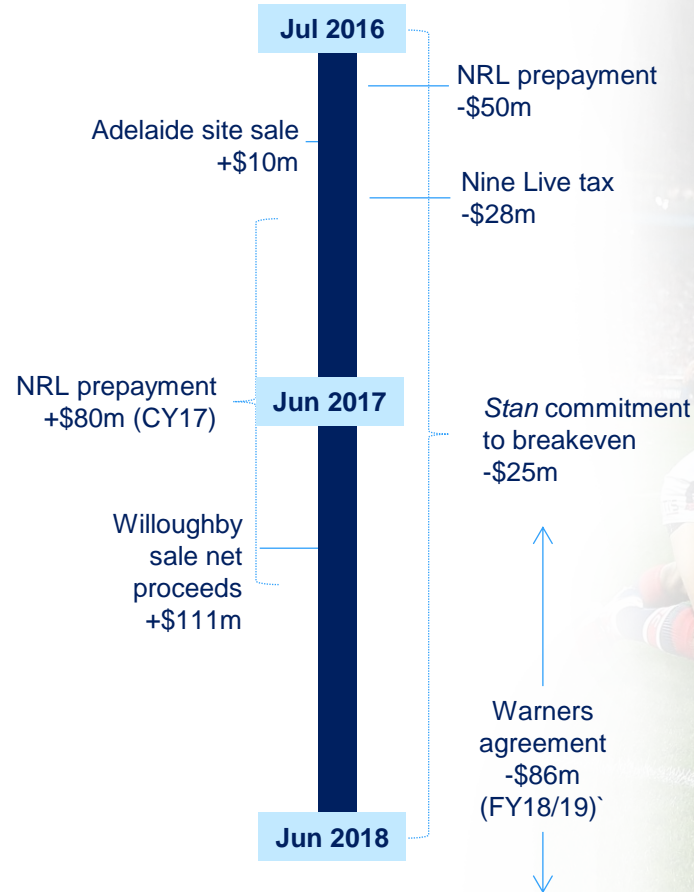 Jul 2016
NRL prepayment
-$50m
Adelaide site sale
+$10m
Nine Live tax
-$28m
NRL prepayment
+$80m (CY17)
Jun 2017
Stan commitment
to breakeven
-$25m
Willoughby
sale net
proceeds
+$111m
Warners
agreement
-$86m
(FY18/19)`
Jun 2018